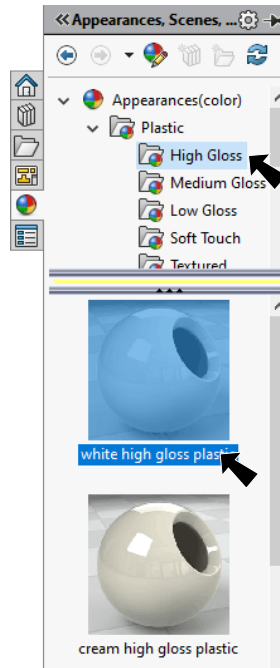 Appearances, Scenes, ...
Appearances(color)
Plastic
High Gloss
Medium Gloss
Low Gloss
Soft Touch
Textured
white high gloss plastic
cream high gloss plastic